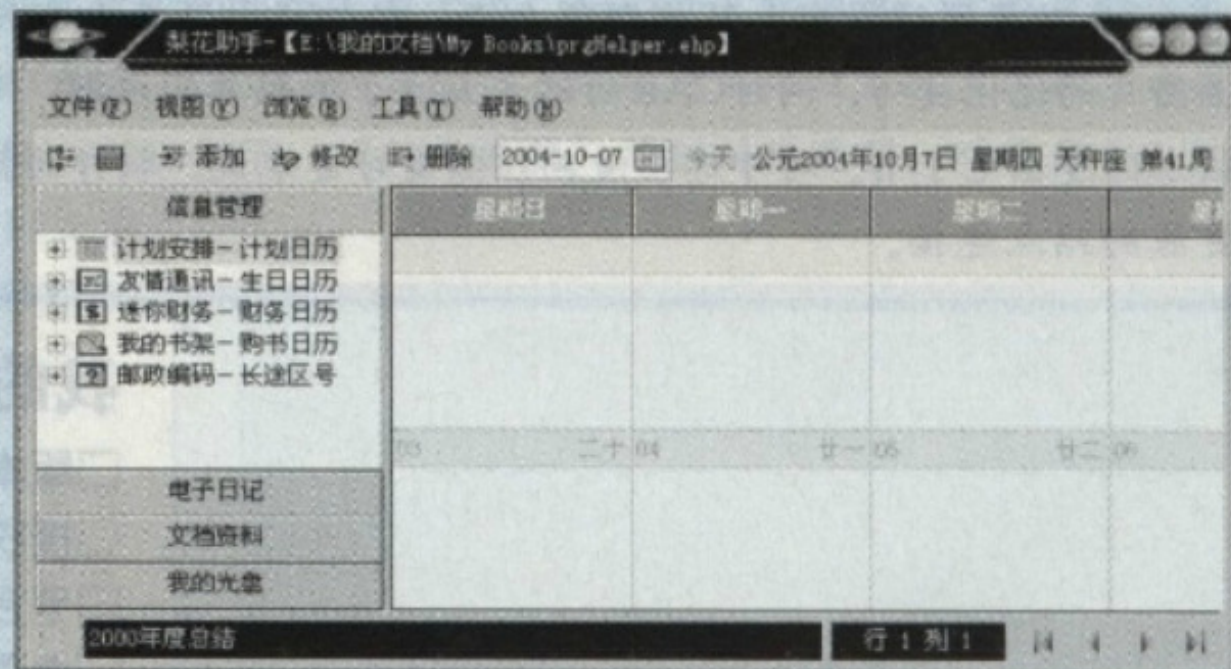 梨花助手-【E:\我的文档\My Books\prgHelper.ehp】
文件(F) 视图(V) 浏览(B) 工具(T) 帮助(H)
添加 修改 删除 2004-10-07 今天 公元2004年10月7日 星期四 天秤座 第41周
信息管理 星期日 星期一 星期二
计划安排-计划日历
友情通讯-生日日历
迷你财务-财务日历
我的书架-购书日历
邮政编码-长途区号
03 二十 04 廿一 05 廿二 06
电子日记
文档资料
我的光盘
2000年度总结 行 1 列 1